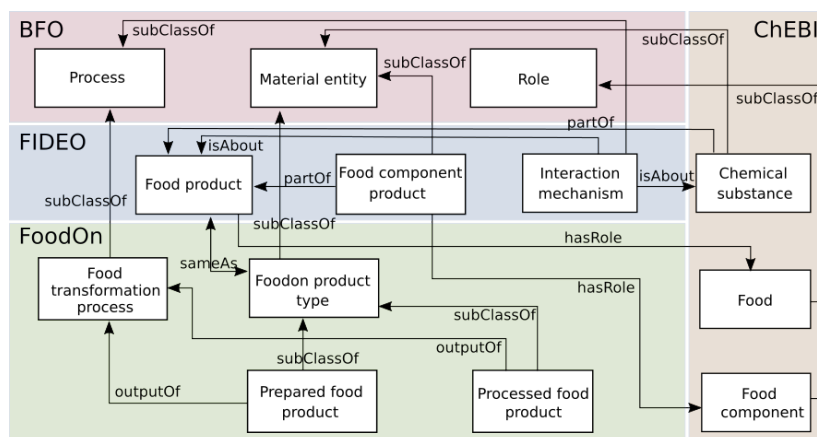 BFO
ChEBI
subClassOf
subClassOf
Process
Material entity
subClassOf
Role
subClassOf
FIDEO
partOf
isAbout
Food product
partOf
Food component
product
Interaction
mechanism
isAbout
Chemical
substance
subClassOf
subClassOf
FoodOn
hasRole
sameAs
Food
transformation
process
Foodon product
type
hasRole
Food
subClassOf
subClassOf
outputOf
outputOf
Prepared food
product
Processed food
product
Food
component